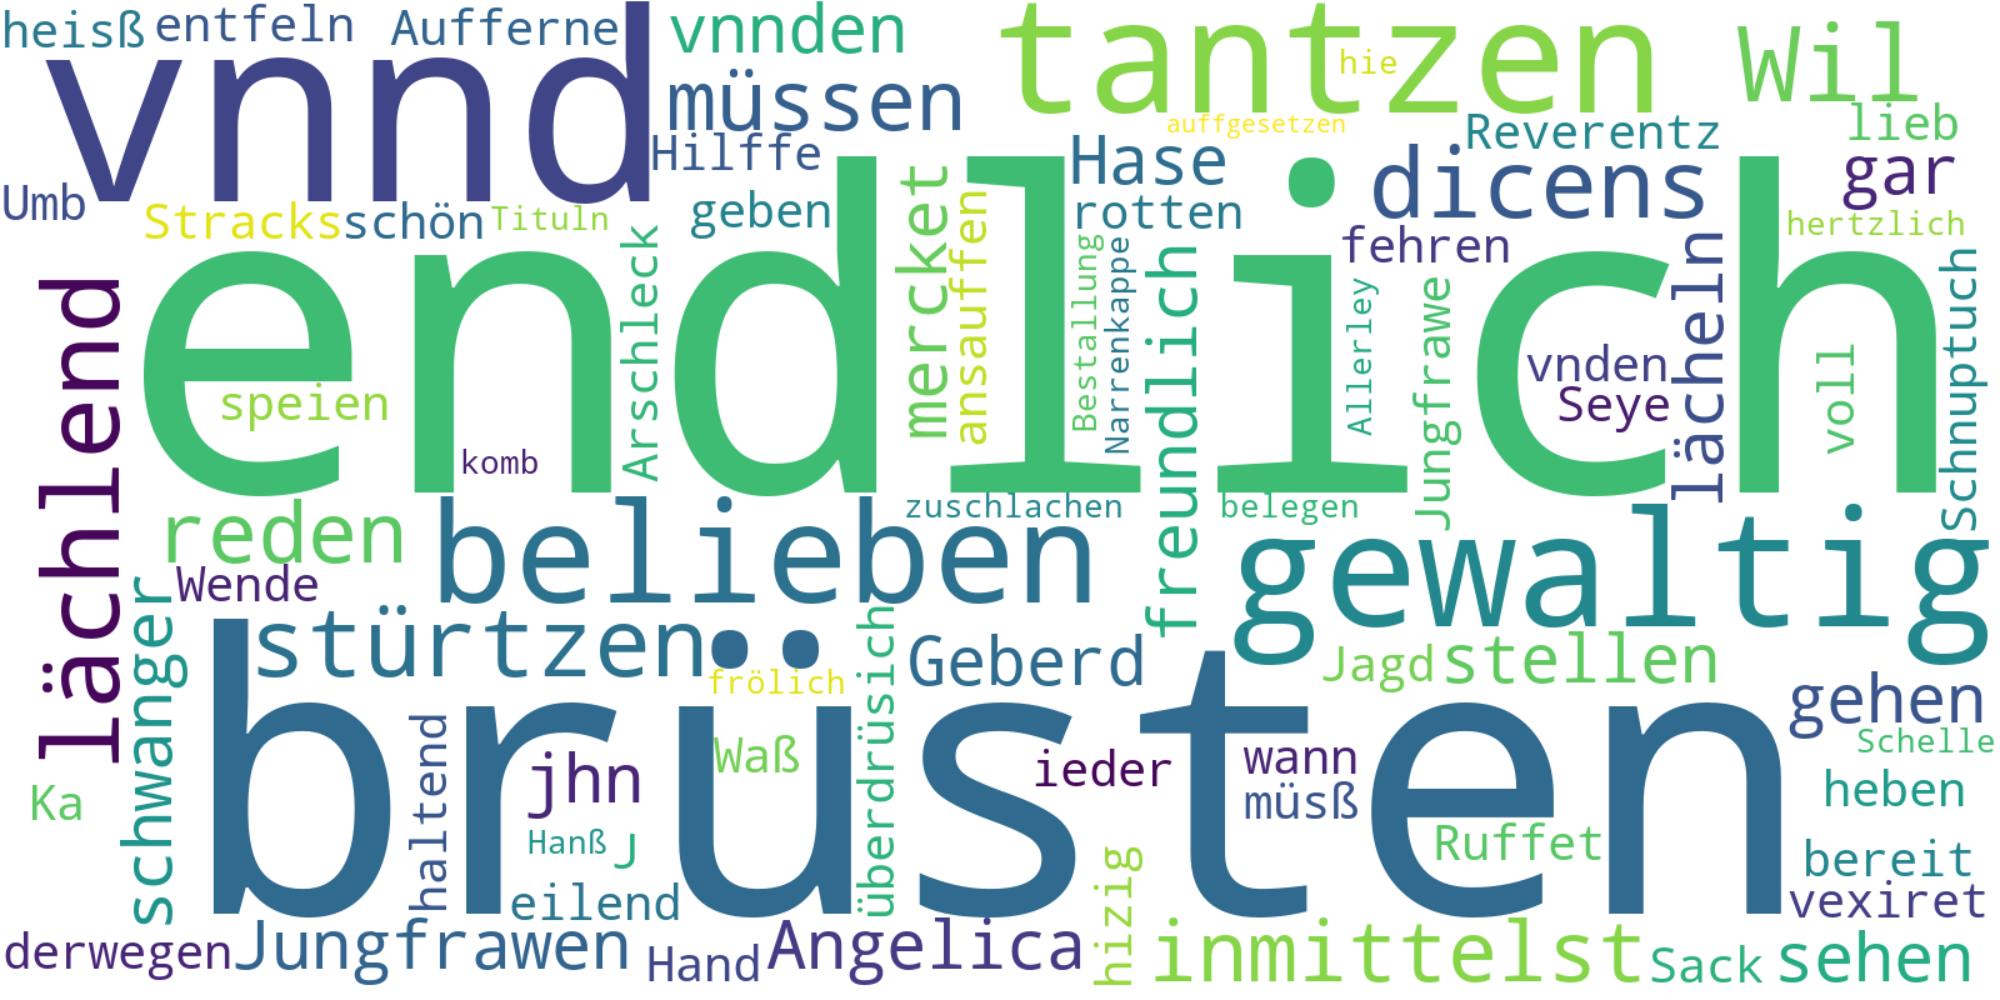 heisß entfeln Aufferne vnnden tantzen Wil
vnnd müssen hie lieb
Hilffe auffgesetzen Reverentz
Umb Hase dicens gar
Stracks schön Tituln geben rotten hertzlich
endlich fehren
lächlend Arschleck mercket ansauffen Bestallung Narrenkappe freundlich Allerley Jungfrawe lächeln voll schnuptuch
speien vnden Seye
komb
reden belieben zuschlachen belegen gewaltig
Wende
schwanger stürtzen überdrüsich Geberd Jagd stellen
frölich gehen
brüsten
Ka haltend jhn Waß ieder wann Schelle
müsß heben
Hanß J hizig Ruffet bereit
eilend vexiret
derwegen Jungfrawen Hand Angelica inmittelst Sack sehen